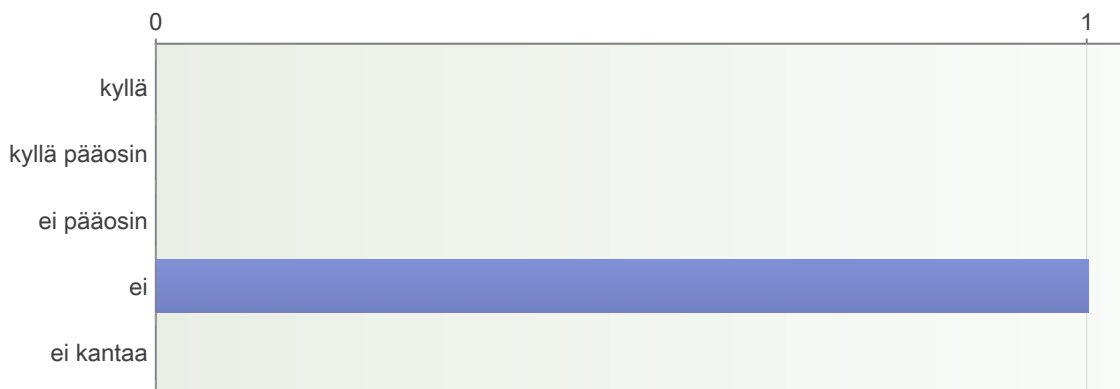 0 1
kyllä
kyllä pääosin
ei pääosin
ei
ei kantaa